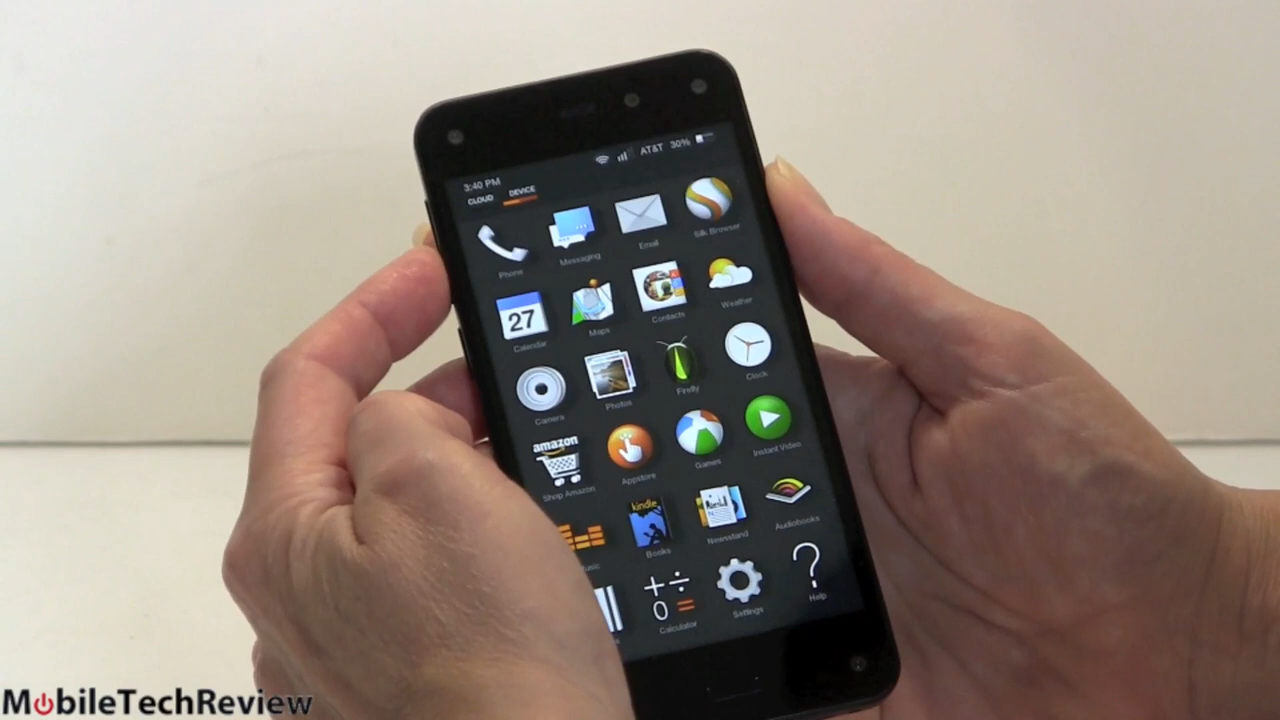 3:40 PM
AT&T 30%
CLOUD DEVICE
Phone Messaging Email Silk Browser
27
Calendar Maps Contacts Weather
Camera Photos Firefly Clock
amazon
Shop Amazon Appstore Games Instant Video
kindle
Books Newsstand Audiobooks
Calculator Settings Help
MobileTechReview